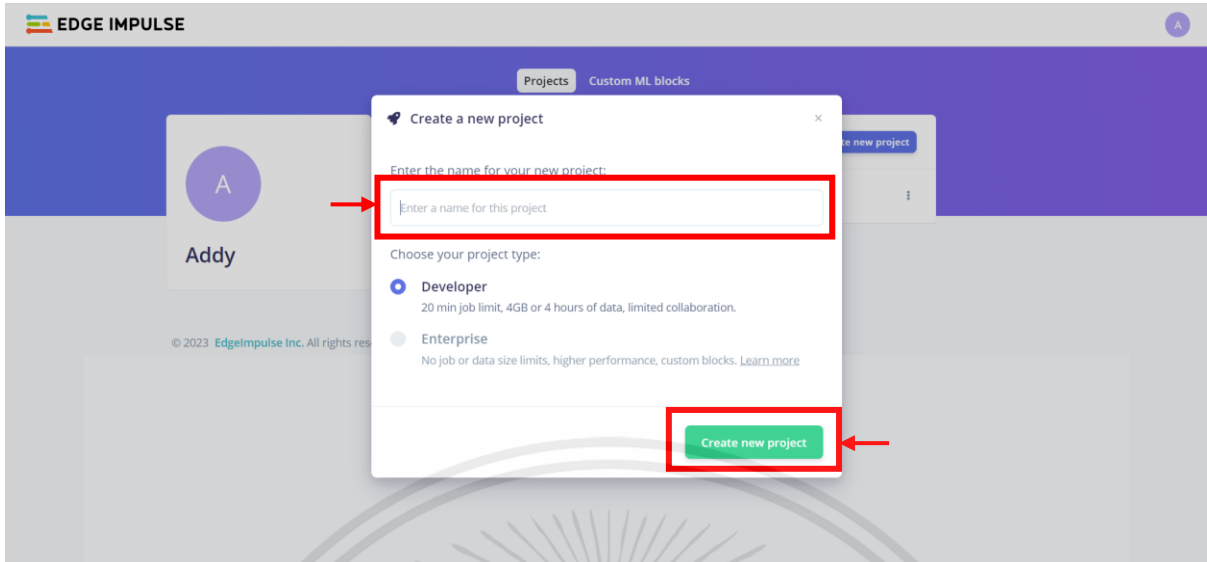 EDGE IMPULSE
A
Projects Custom ML blocks
Create a new project ×
te new project
Enter the name for your new project:
A
Enter a name for this project
Addy
Choose your project type:
Developer
20 min job limit, 4GB or 4 hours of data, limited collaboration.
Enterprise
© 2023 EdgeImpulse Inc. All rights res
No job or data size limits, higher performance, custom blocks. Learn more
Create new project